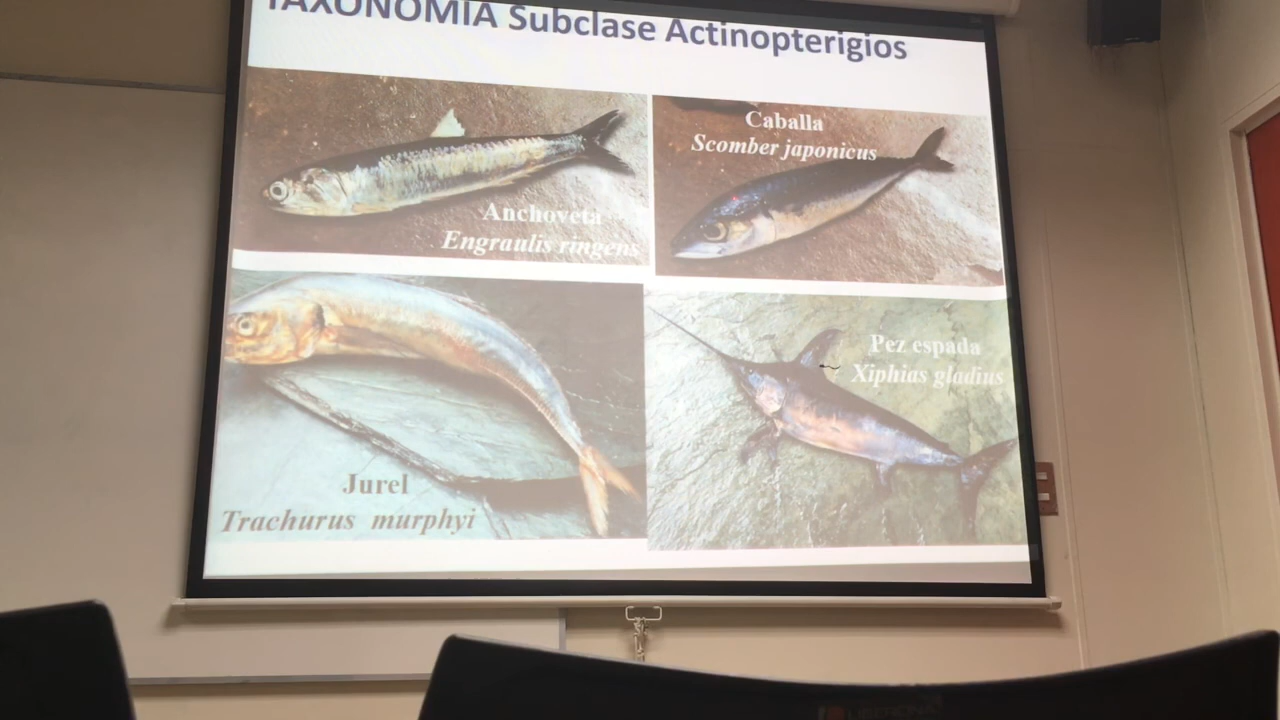 TAXONOMIA Subclase Actinopterigios
Anchoveta
Engraulis ringens
Caballa
Scomber japonicus
Jurel
Trachurus murphyi
Pez espada
Xiphias gladius